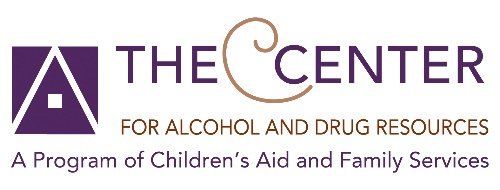 THE CENTER
FOR ALCOHOL AND DRUG RESOURCES
A Program of Children's Aid and Family Services